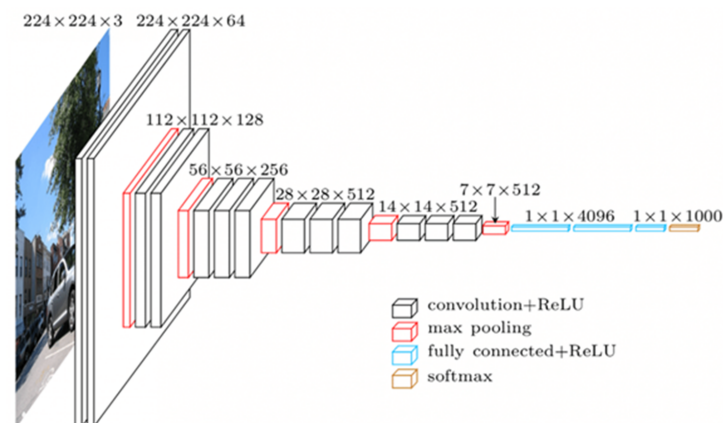 224×224×3
224×224×64
112×112×128
56×56×256
28×28×512
14×14×512
7×7×512
1×1×4096
1×1×1000
convolution+ReLU
max pooling
fully connected+ReLU
softmax